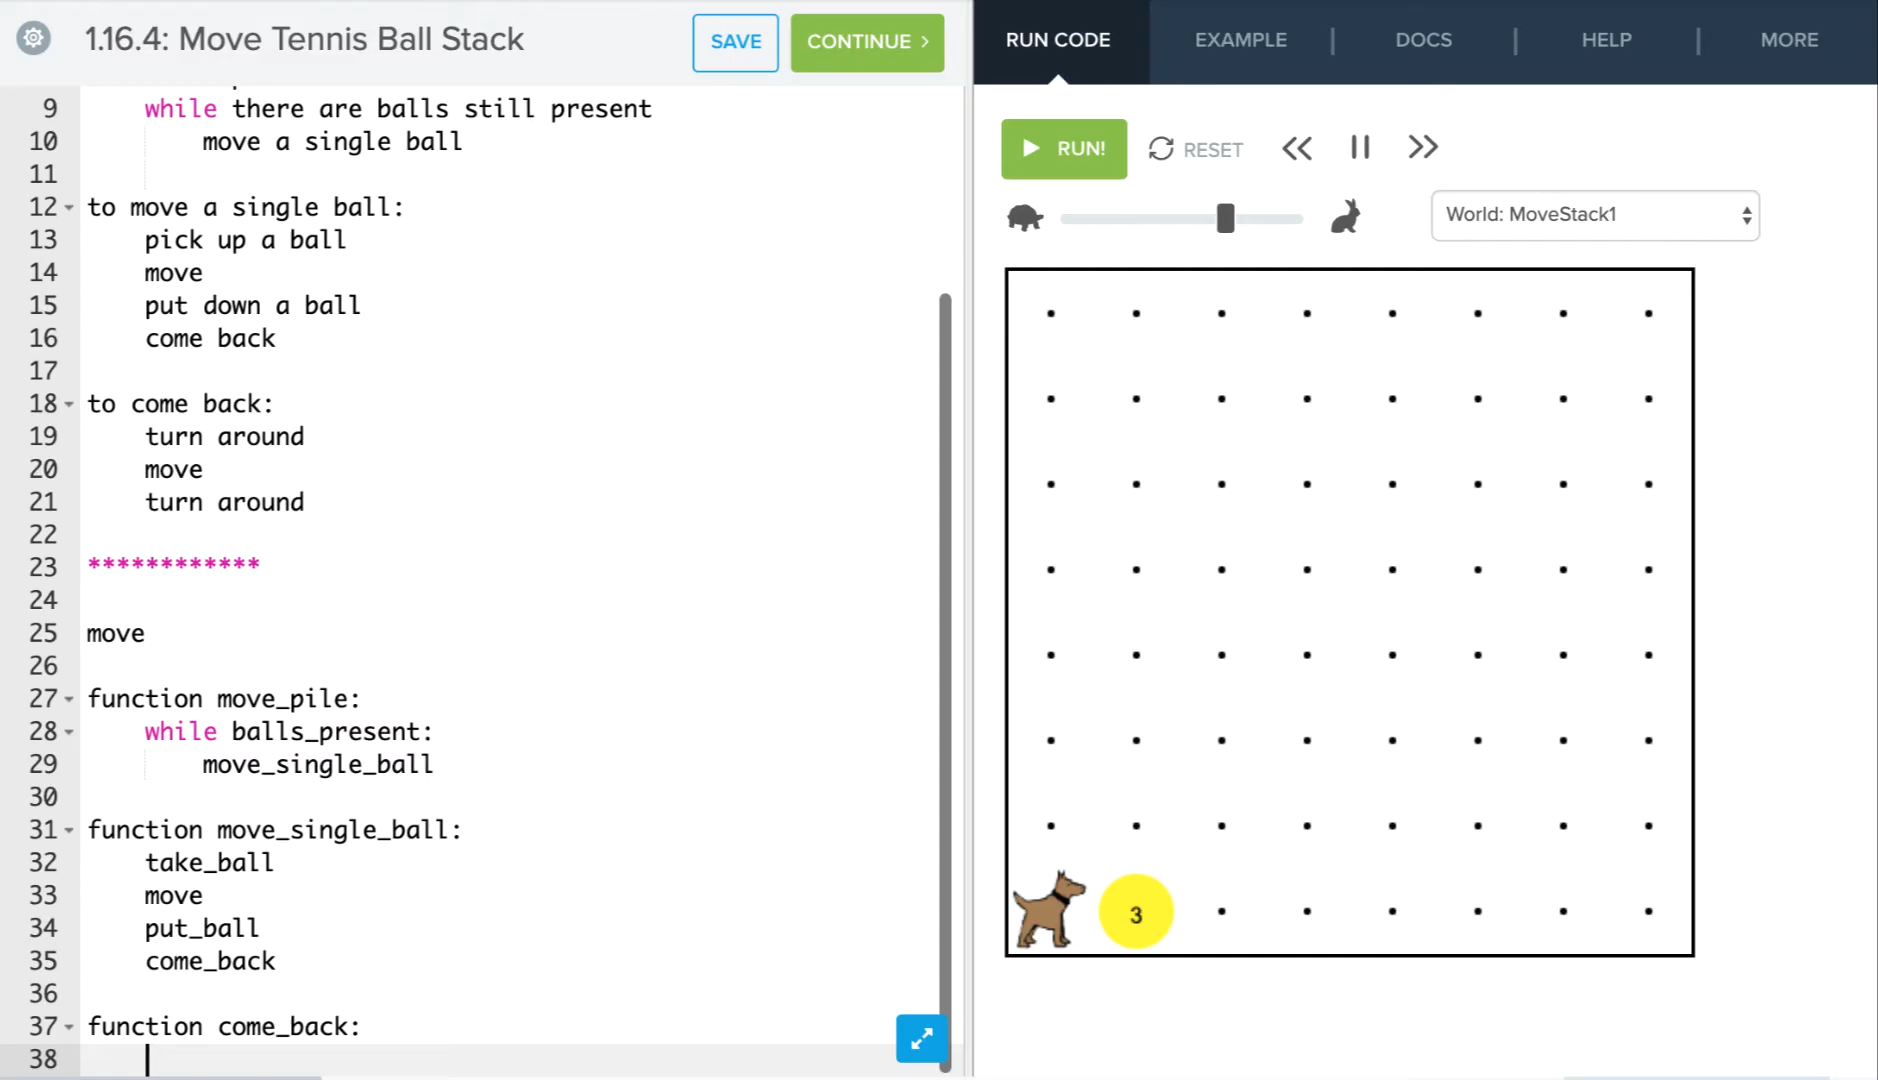 1.16.4: Move Tennis Ball Stack
SAVE
CONTINUE >
RUN CODE
EXAMPLE
DOCS
HELP
MORE
9 while there are balls still present
10 move a single ball
11
12 to move a single ball:
13 pick up a ball
14 move
15 put down a ball
16 come back
17
18 to come back:
19 turn around
20 move
21 turn around
22
23 ************
24
25 move
26
27 function move_pile:
28 while balls_present:
29 move_single_ball
30
31 function move_single_ball:
32 take_ball
33 move
34 put_ball
35 come_back
36
37 function come_back:
38
RUN!
RESET
World: MoveStack1
3